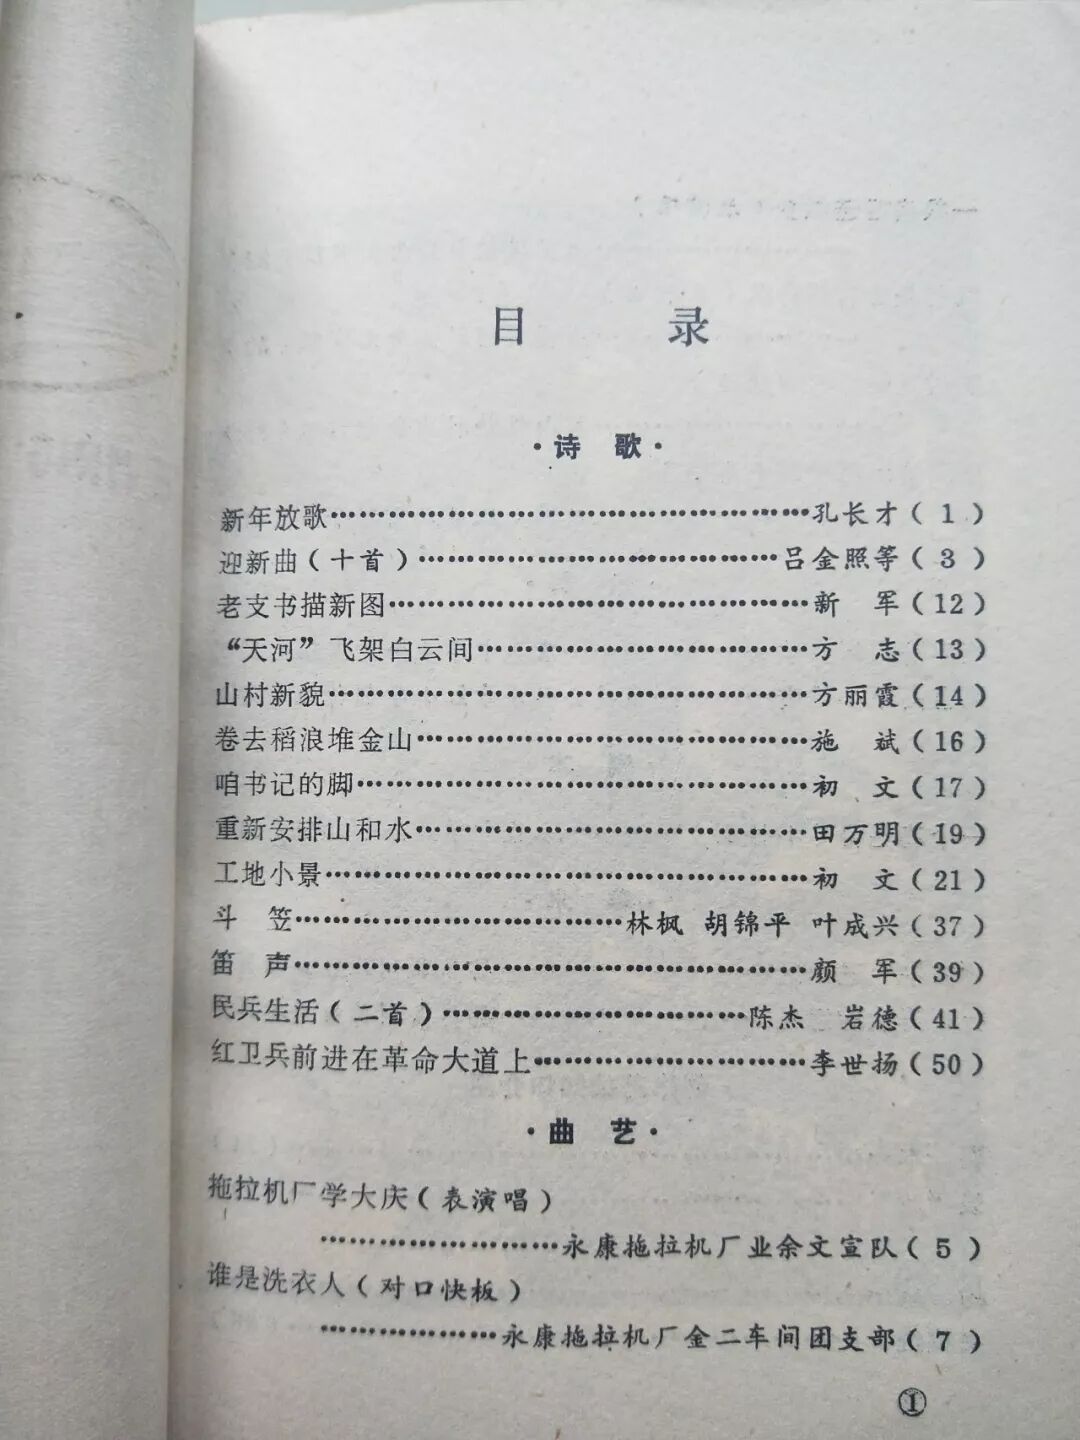 目 录
·诗 歌·
新年放歌……………………………………………孔长才( 1 )
迎新曲(十首)…………………………………吕金照等( 3 )
老支书描新图………………………………………新 军(12)
“天河”飞架白云间………………………………方 志(13)
山村新貌……………………………………………方丽霞(14)
卷去稻浪堆金山……………………………………施 斌(16)
咱书记的脚…………………………………………初 文(17)
重新安排山和水……………………………………田万明(19)
工地小景……………………………………………初 文(21)
斗 笠……………………………林枫 胡锦平 叶成兴(37)
笛 声………………………………………………颜 军(39)
民兵生活(二首)……………………………陈杰 岩德(41)
红卫兵前进在革命大道上…………………………李世扬(50)
·曲 艺·
拖拉机厂学大庆(表演唱)
……………………永康拖拉机厂业余文宣队( 5 )
谁是洗衣人(对口快板)
………………永康拖拉机厂金二车间团支部( 7 )
①